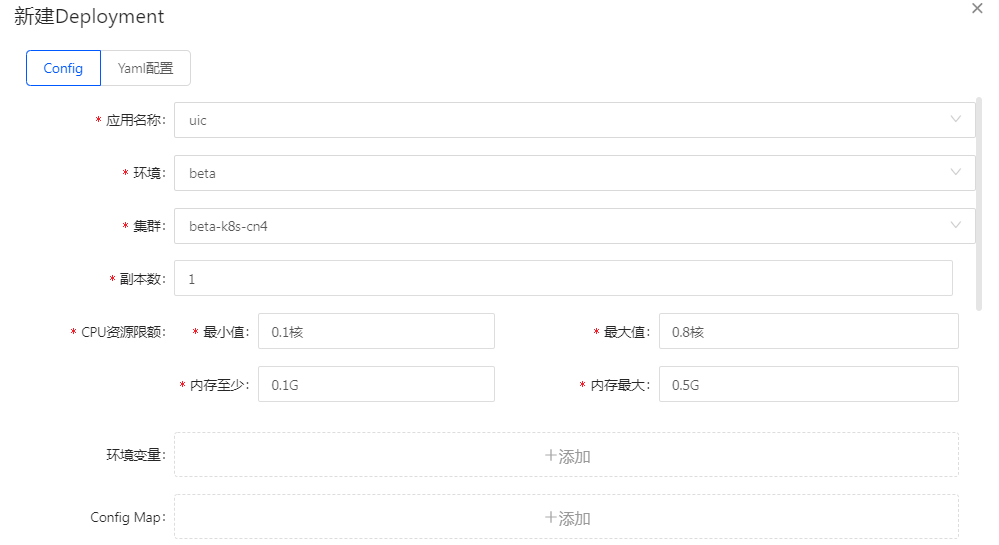 新建Deployment
Config Yaml配置
* 应用名称: uic
* 环境: beta
* 集群: beta-k8s-cn4
* 副本数: 1
* CPU资源限额: * 最小值: 0.1核 * 最大值: 0.8核
* 内存至少: 0.1G * 内存最大: 0.5G
环境变量: +添加
Config Map: +添加